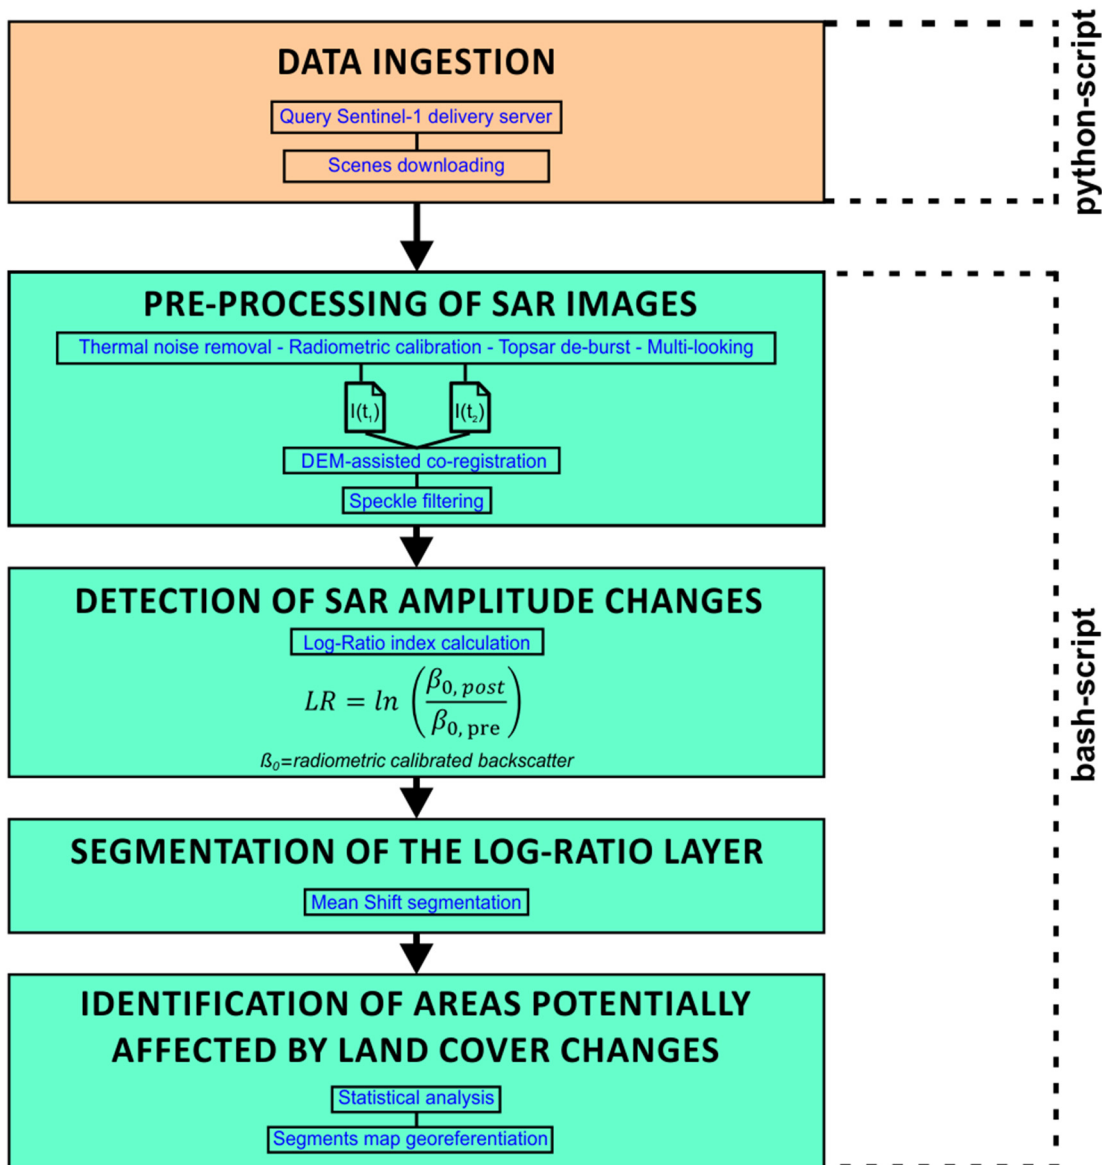 DATA INGESTION
Query Sentinel-1 delivery server
Scenes downloading
python-script
PRE-PROCESSING OF SAR IMAGES
Thermal noise removal - Radiometric calibration - Topsar de-burst - Multi-looking
I(t₁) I(t₂)
DEM-assisted co-registration
Speckle filtering
DETECTION OF SAR AMPLITUDE CHANGES
Log-Ratio index calculation
LR = ln (β₀, post / β₀, pre)
ß₀=radiometric calibrated backscatter
SEGMENTATION OF THE LOG-RATIO LAYER
Mean Shift segmentation
IDENTIFICATION OF AREAS POTENTIALLY
AFFECTED BY LAND COVER CHANGES
Statistical analysis
Segments map georeferentiation
bash-script